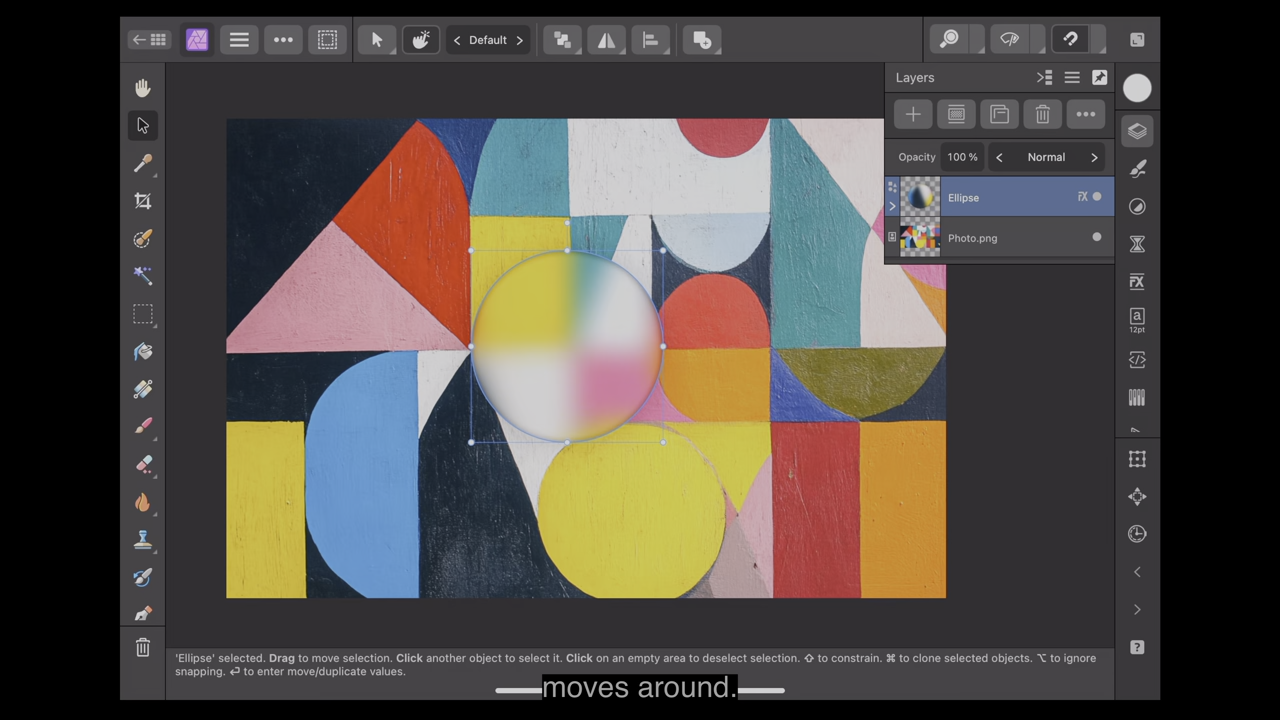 Default
Layers
Opacity 100 % Normal
Ellipse
Photo.png
a
12pt
'Ellipse' selected. Drag to move selection. Click another object to select it. Click on an empty area to deselect selection. ⇧ to constrain. ⌘ to clone selected objects. ⌥ to ignore
snapping. ⏎ to enter move/duplicate values.
moves around.